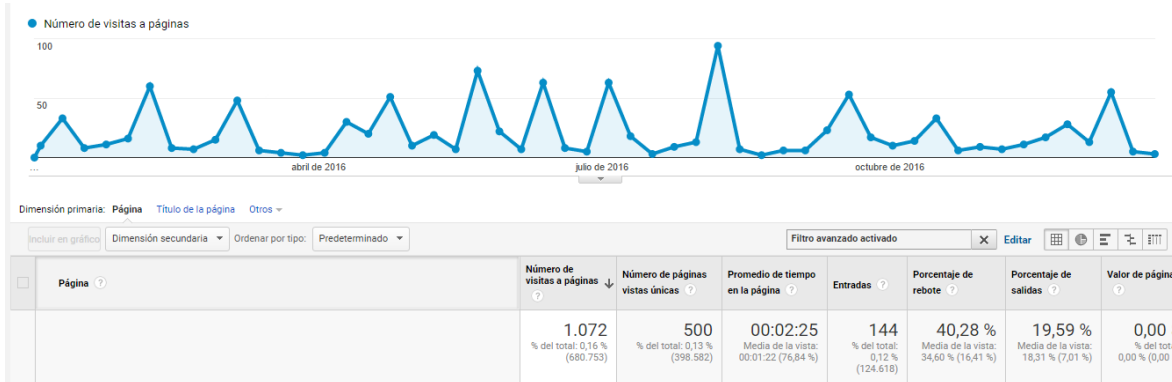 Número de visitas a páginas
100
50
...
abril de 2016
julio de 2016
octubre de 2016
Dimensión primaria: Página Título de la página Otros
Incluir en gráfico Dimensión secundaria Ordenar por tipo: Predeterminado Filtro avanzado activado Editar
Página ?
Número de visitas a páginas ?
Número de páginas vistas únicas ?
Promedio de tiempo en la página ?
Entradas ?
Porcentaje de rebote ?
Porcentaje de salidas ?
Valor de página ?
1.072
% del total: 0,16 %
(680.753)
500
% del total: 0,13 %
(398.582)
00:02:25
Media de la vista:
00:01:22 (76,84 %)
144
% del total:
0,12 %
(124.618)
40,28 %
Media de la vista:
34,60 % (16,41 %)
19,59 %
Media de la vista:
18,31 % (7,01 %)
0,00
% del tot
0,00 % (0,00